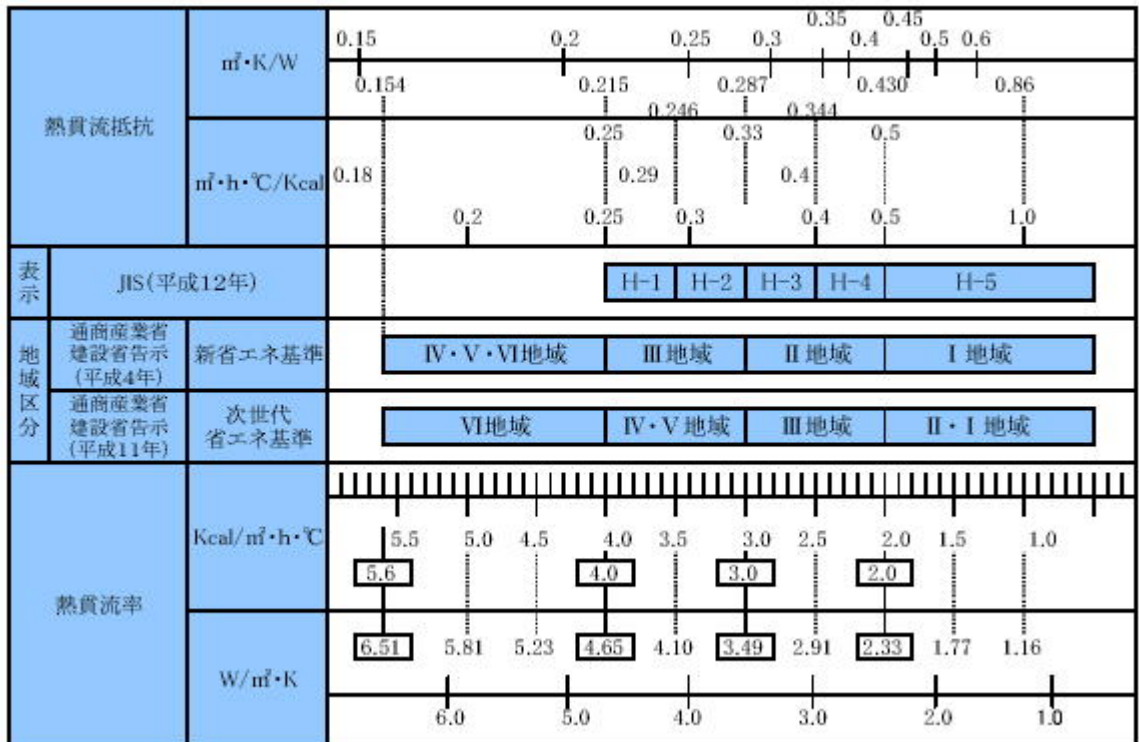 0.35 0.45
0.15 0.2 0.25 0.3 0.4 0.5 0.6
㎡・K/W
0.154 0.215 0.287 0.430 0.86
0.246 0.344
熱貫流抵抗
0.25 0.33 0.5
㎡・h・℃/Kcal
0.18 0.29 0.4
0.2 0.25 0.3 0.4 0.5 1.0
表示
JIS(平成12年)
H-1 H-2 H-3 H-4 H-5
地域区分
通商産業省
建設省告示
(平成4年)
新省エネ基準
Ⅳ・Ⅴ・Ⅵ地域 Ⅲ地域 Ⅱ地域 Ⅰ地域
通商産業省
建設省告示
(平成11年)
次世代
省エネ基準
Ⅵ地域 Ⅳ・Ⅴ地域 Ⅲ地域 Ⅱ・Ⅰ地域
熱貫流率
Kcal/㎡・h・℃
5.5 5.0 4.5 4.0 3.5 3.0 2.5 2.0 1.5 1.0
5.6 4.0 3.0 2.0
W/㎡・K
6.51 5.81 5.23 4.65 4.10 3.49 2.91 2.33 1.77 1.16
6.0 5.0 4.0 3.0 2.0 1.0